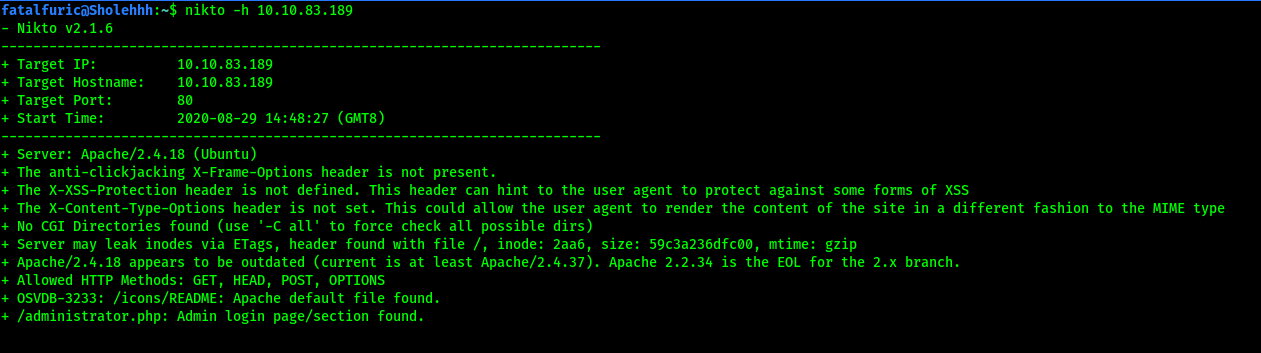 fatalfuric@Sholehhh:~$ nikto -h 10.10.83.189
- Nikto v2.1.6
---------------------------------------------------------------------------
+ Target IP:          10.10.83.189
+ Target Hostname:    10.10.83.189
+ Target Port:        80
+ Start Time:         2020-08-29 14:48:27 (GMT8)
---------------------------------------------------------------------------
+ Server: Apache/2.4.18 (Ubuntu)
+ The anti-clickjacking X-Frame-Options header is not present.
+ The X-XSS-Protection header is not defined. This header can hint to the user agent to protect against some forms of XSS
+ The X-Content-Type-Options header is not set. This could allow the user agent to render the content of the site in a different fashion to the MIME type
+ No CGI Directories found (use '-C all' to force check all possible dirs)
+ Server may leak inodes via ETags, header found with file /, inode: 2aa6, size: 59c3a236dfc00, mtime: gzip
+ Apache/2.4.18 appears to be outdated (current is at least Apache/2.4.37). Apache 2.2.34 is the EOL for the 2.x branch.
+ Allowed HTTP Methods: GET, HEAD, POST, OPTIONS
+ OSVDB-3233: /icons/README: Apache default file found.
+ /administrator.php: Admin login page/section found.